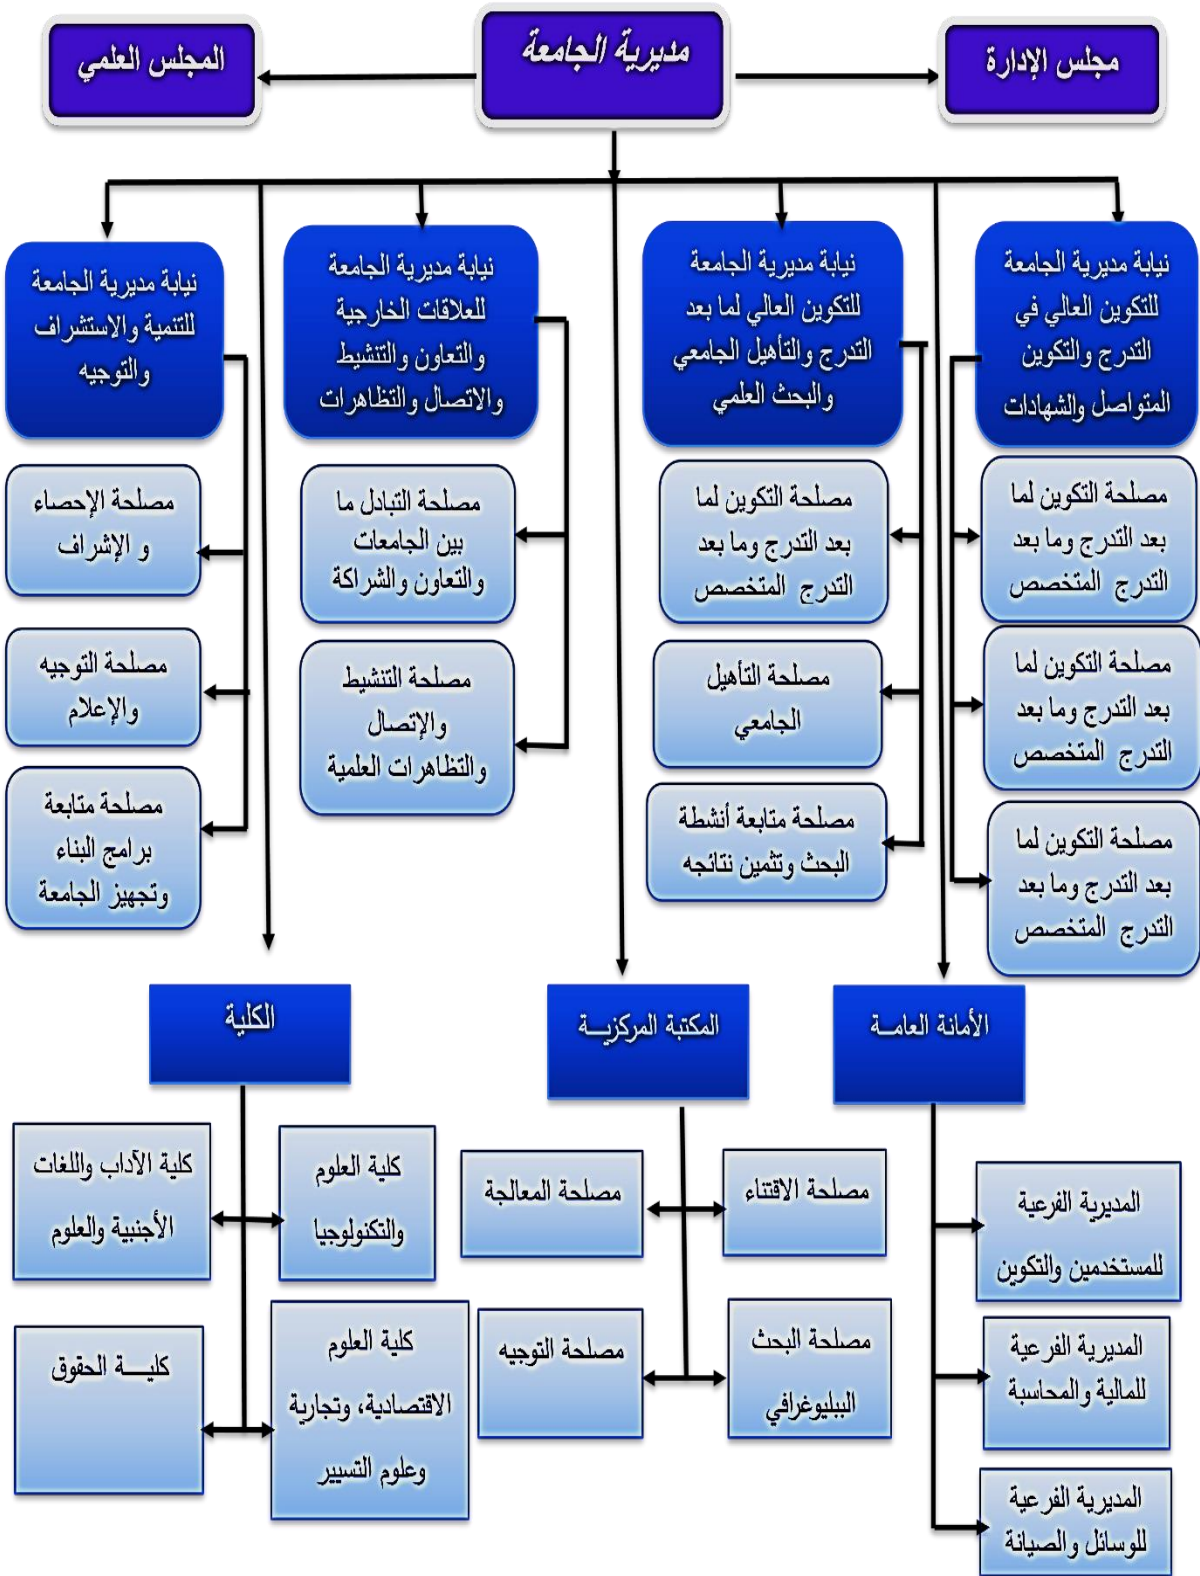 مجلس الإدارة
مديرية الجامعة
المجلس العلمي
نيابة مديرية الجامعة
للتكوين العالي في
التدرج والتكوين
المتواصل والشهادات
نيابة مديرية الجامعة
للتكوين العالي لما بعد
التدرج والتأهيل الجامعي
والبحث العلمي
نيابة مديرية الجامعة
للعلاقات الخارجية
والتعاون والتنشيط
والاتصال والتظاهرات
نيابة مديرية الجامعة
للتنمية والاستشراف
والتوجيه
مصلحة التكوين لما
بعد التدرج وما بعد
التدرج المتخصص
مصلحة التكوين لما
بعد التدرج وما بعد
التدرج المتخصص
مصلحة التكوين لما
بعد التدرج وما بعد
التدرج المتخصص
مصلحة التكوين لما
بعد التدرج وما بعد
التدرج المتخصص
مصلحة التأهيل
الجامعي
مصلحة متابعة أنشطة
البحث وتثمين نتائجه
مصلحة التبادل ما
بين الجامعات
والتعاون والشراكة
مصلحة التنشيط
والإتصال
والتظاهرات العلمية
مصلحة الإحصاء
و الإشراف
مصلحة التوجيه
والإعلام
مصلحة متابعة
برامج البناء
وتجهيز الجامعة
الأمانة العامـة
المكتبة المركزيـة
الكلية
المديرية الفرعية
للمستخدمين والتكوين
المديرية الفرعية
للمالية والمحاسبة
المديرية الفرعية
للوسائل والصيانة
مصلحة الاقتناء
مصلحة المعالجة
مصلحة البحث
الببليوغرافي
مصلحة التوجيه
كلية العلوم
والتكنولوجيا
كلية الآداب واللغات
الأجنبية والعلوم
كلية العلوم
الاقتصادية، وتجارية
وعلوم التسيير
كليـــة الحقوق